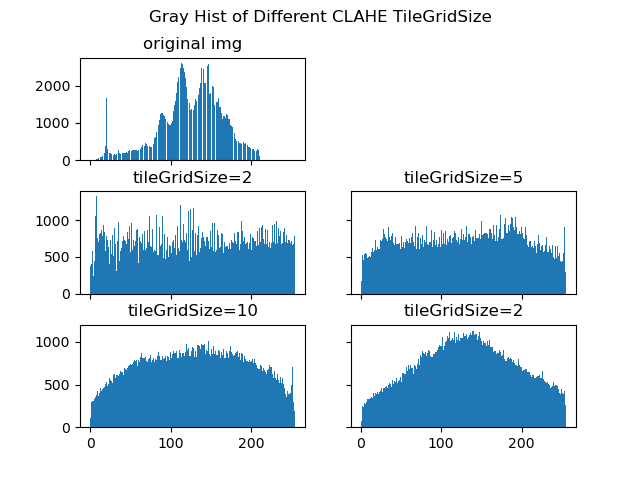 Gray Hist of Different CLAHE TileGridSize
original img
2000
1000
0
tileGridSize=2
tileGridSize=5
1000
500
0
tileGridSize=10
tileGridSize=2
1000
500
0
0 100 200
0 100 200